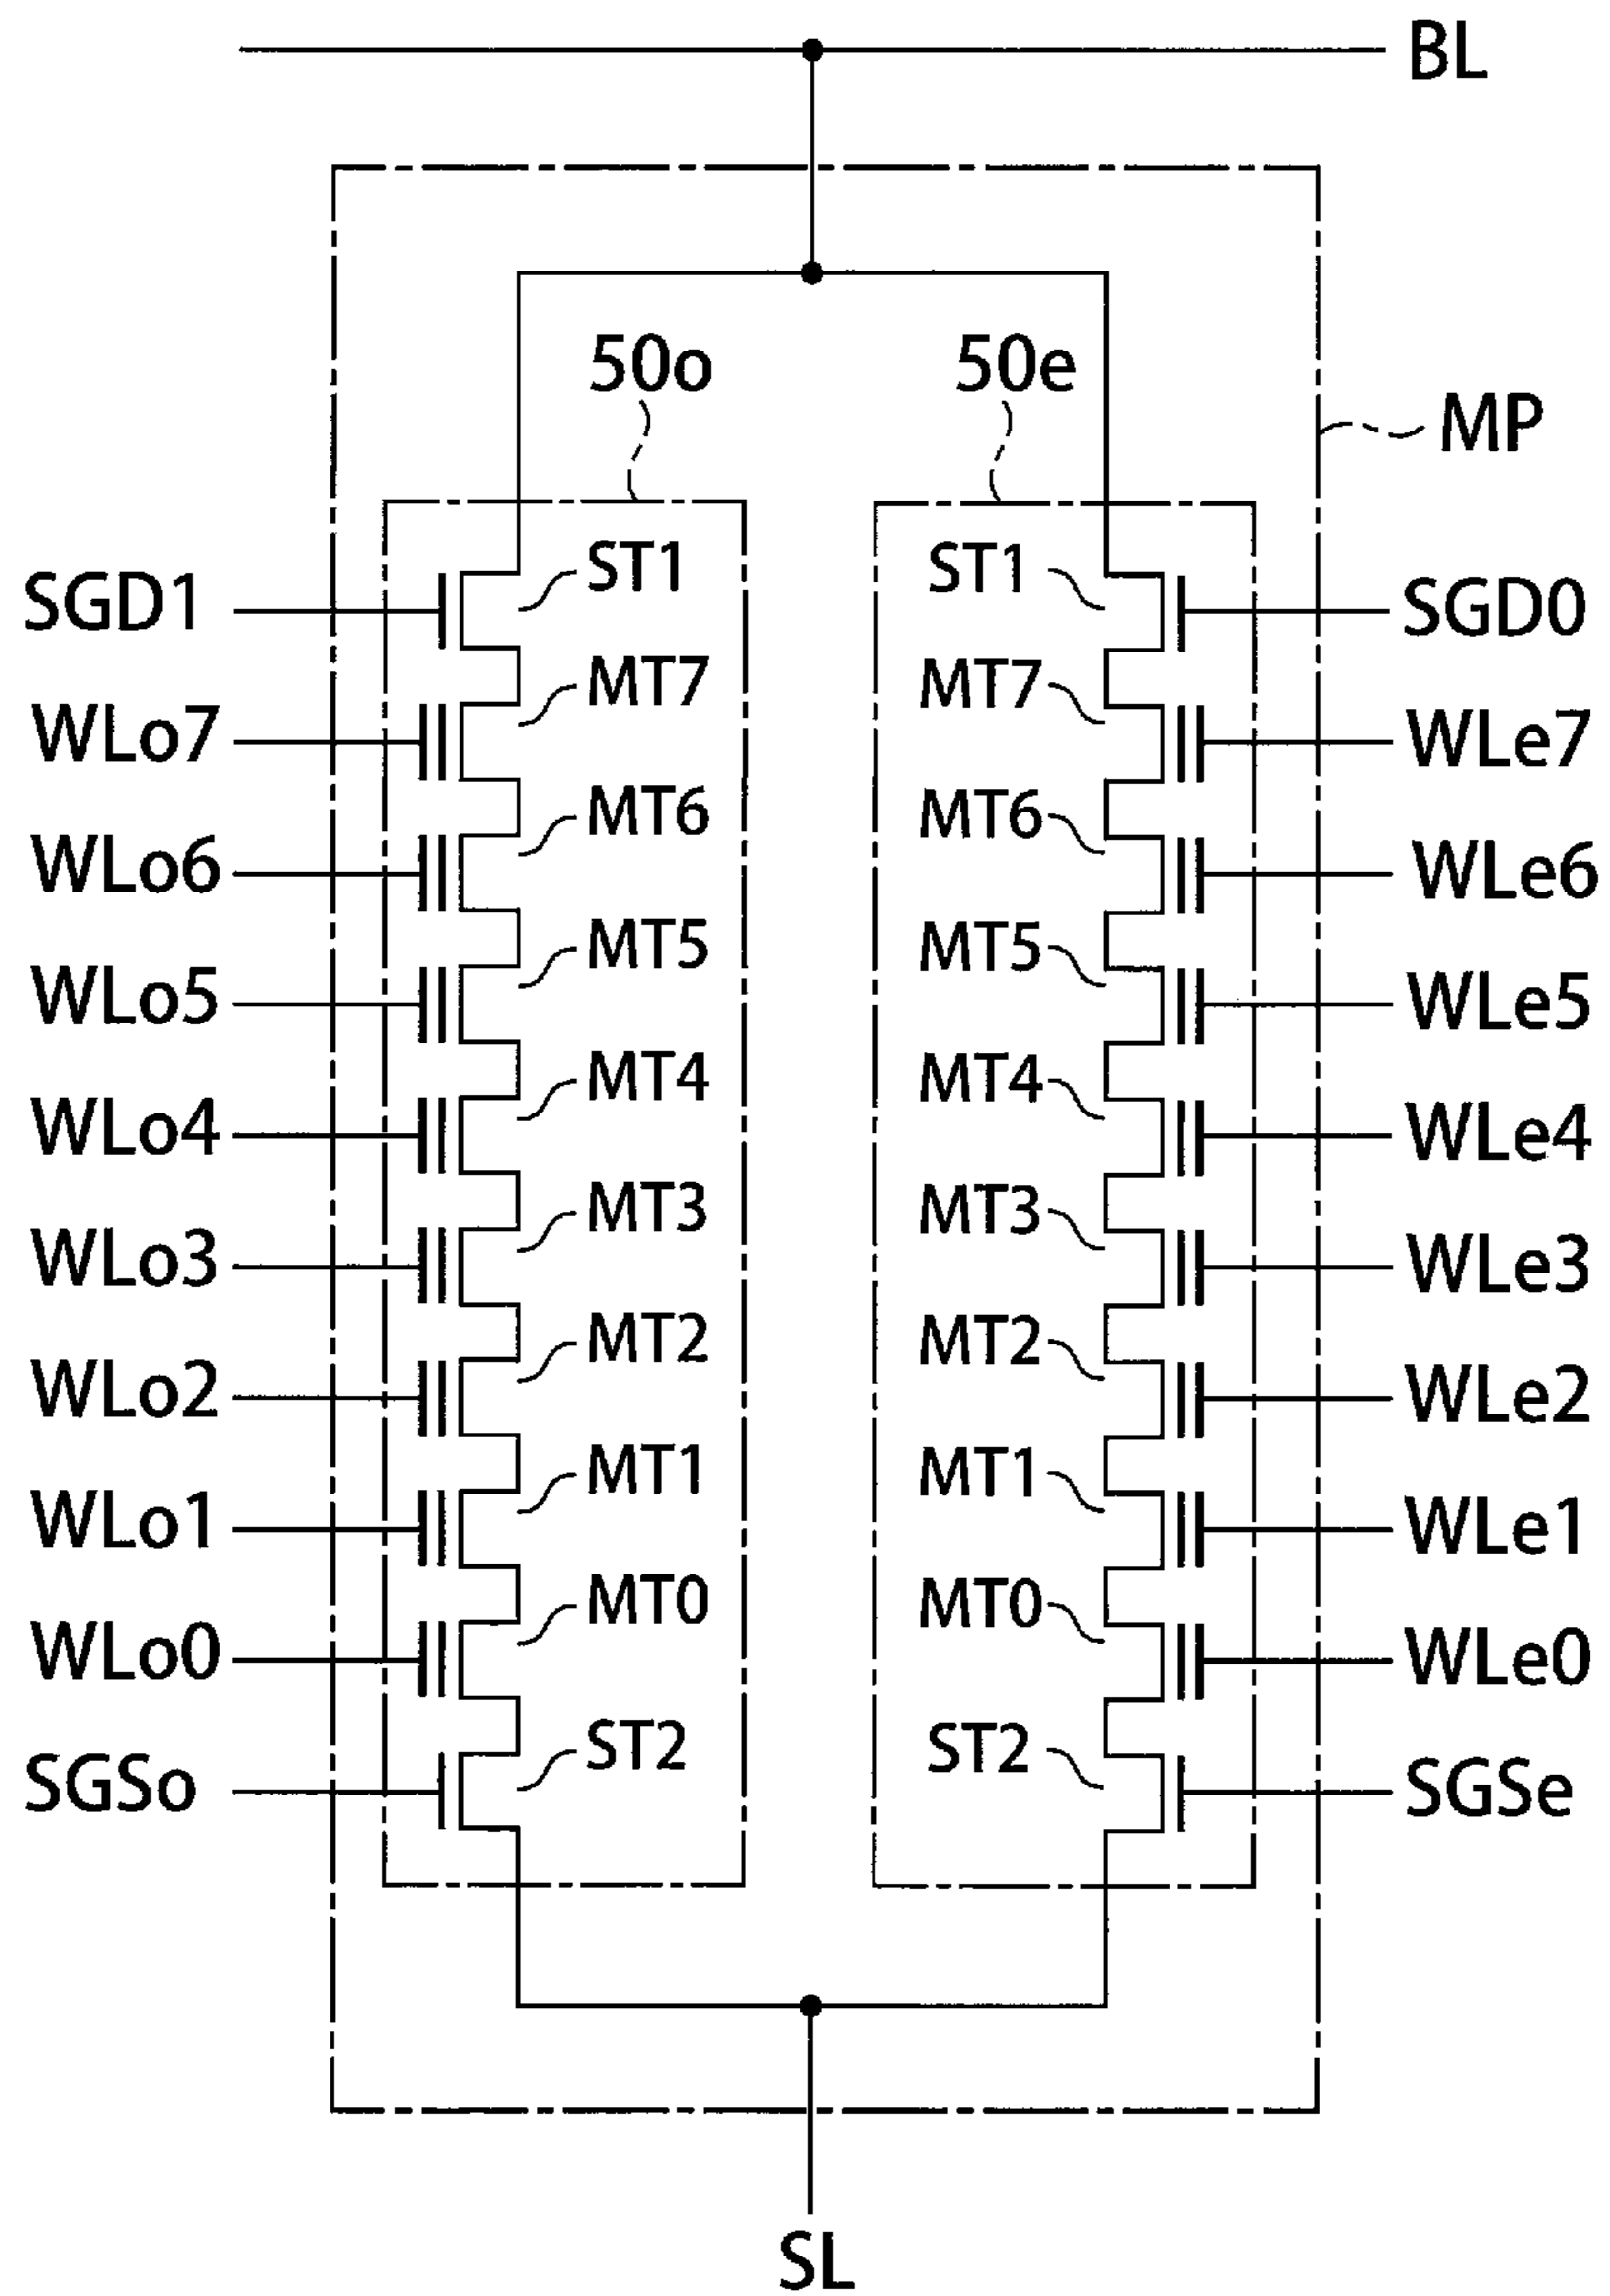 BL
50o 50e
MP
SGD1 ST1 ST1 SGD0
WLo7 MT7 MT7 WLe7
WLo6 MT6 MT6 WLe6
WLo5 MT5 MT5 WLe5
WLo4 MT4 MT4 WLe4
WLo3 MT3 MT3 WLe3
WLo2 MT2 MT2 WLe2
WLo1 MT1 MT1 WLe1
WLo0 MT0 MT0 WLe0
SGSo ST2 ST2 SGSe
SL